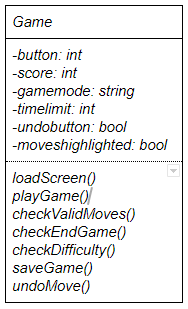 Game
-button: int
-score: int
-gamemode: string
-timelimit: int
-undobutton: bool
-moveshighlighted: bool
loadScreen()
playGame()
checkValidMoves()
checkEndGame()
checkDifficulty()
saveGame()
undoMove()